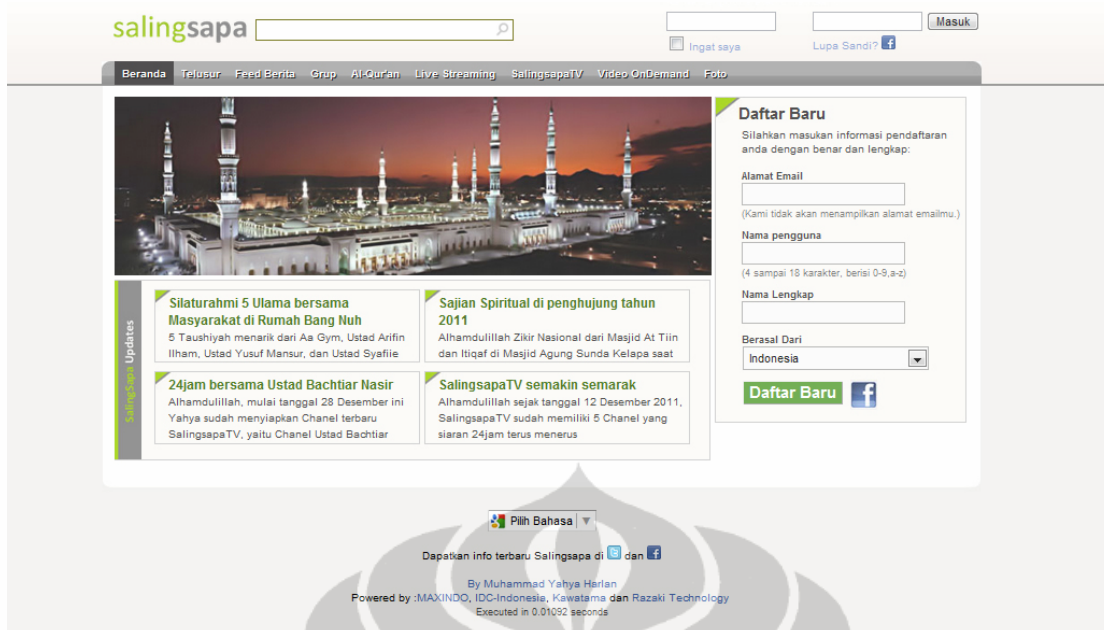 salingsapa
Masuk
Ingat saya
Lupa Sandi?
Beranda Telusur Feed Berita Grup Al-Qur'an Live Streaming SalingsapaTV Video OnDemand Foto
Daftar Baru
Silahkan masukan informasi pendaftaran
anda dengan benar dan lengkap:
Alamat Email
(Kami tidak akan menampilkan alamat emailmu.)
Nama pengguna
(4 sampai 18 karakter, berisi 0-9,a-z)
Nama Lengkap
Berasal Dari
Indonesia
Daftar Baru
SalingSapa Updates
Silaturahmi 5 Ulama bersama
Masyarakat di Rumah Bang Nuh
5 Taushiyah menarik dari Aa Gym, Ustad Arifin
Ilham, Ustad Yusuf Mansur, dan Ustad Syafiie
Sajian Spiritual di penghujung tahun
2011
Alhamdulillah Zikir Nasional dari Masjid At Tiin
dan Itiqaf di Masjid Agung Sunda Kelapa saat
24jam bersama Ustad Bachtiar Nasir
Alhamdulillah, mulai tanggal 28 Desember ini
Yahya sudah menyiapkan Chanel terbaru
SalingsapaTV, yaitu Chanel Ustad Bachtiar
SalingsapaTV semakin semarak
Alhamdulillah sejak tanggal 12 Desember 2011,
SalingsapaTV sudah memiliki 5 Chanel yang
siaran 24jam terus menerus
Pilih Bahasa
Dapatkan info terbaru Salingsapa di dan
By Muhammad Yahya Harlan
Powered by :MAXINDO, IDC-Indonesia, Kawatama dan Razaki Technology
Executed in 0.01092 seconds